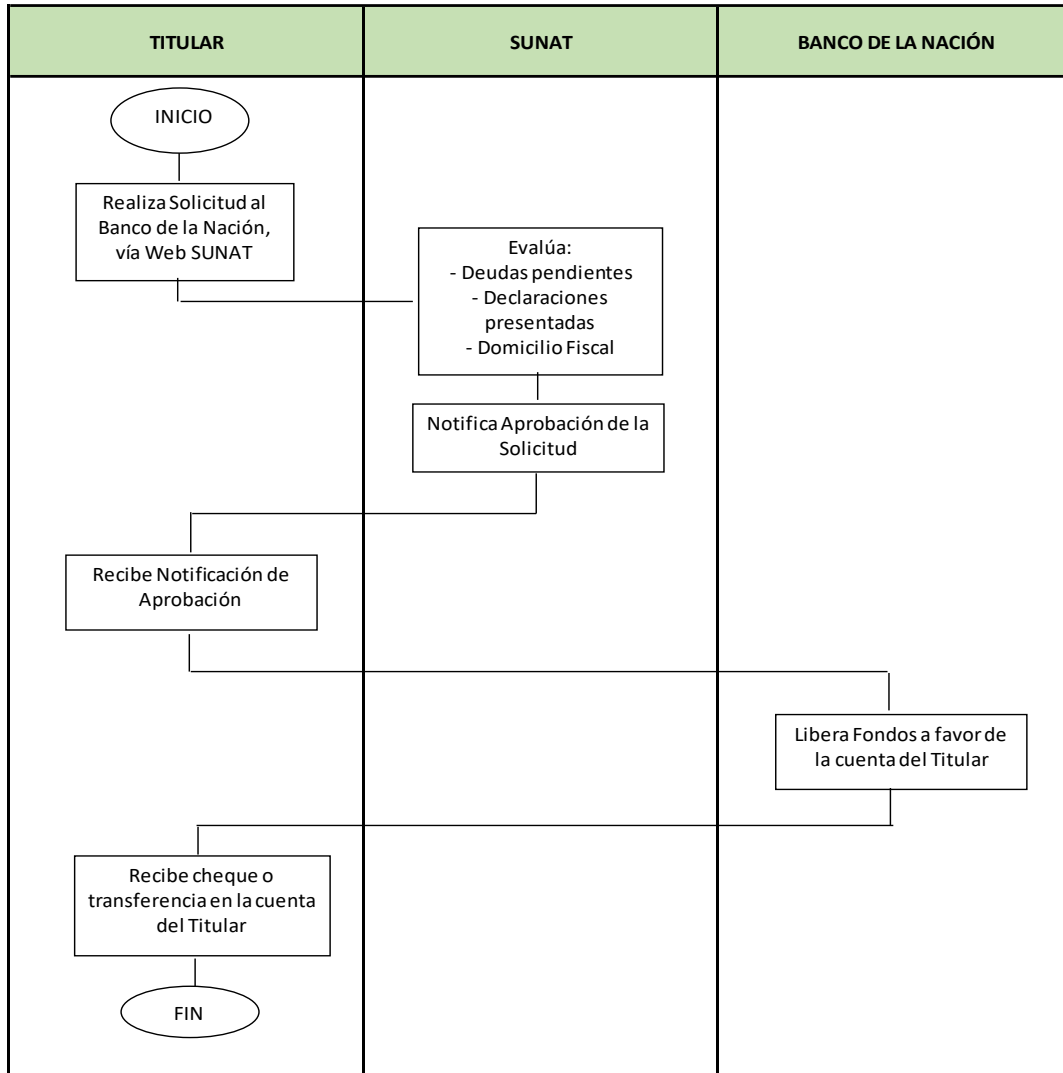 TITULAR
SUNAT
BANCO DE LA NACIÓN
INICIO
Realiza Solicitud al
Banco de la Nación,
vía Web SUNAT
Evalúa:
- Deudas pendientes
- Declaraciones
presentadas
- Domicilio Fiscal
Notifica Aprobación de la
Solicitud
Recibe Notificación de
Aprobación
Libera Fondos a favor de
la cuenta del Titular
Recibe cheque o
transferencia en la cuenta
del Titular
FIN